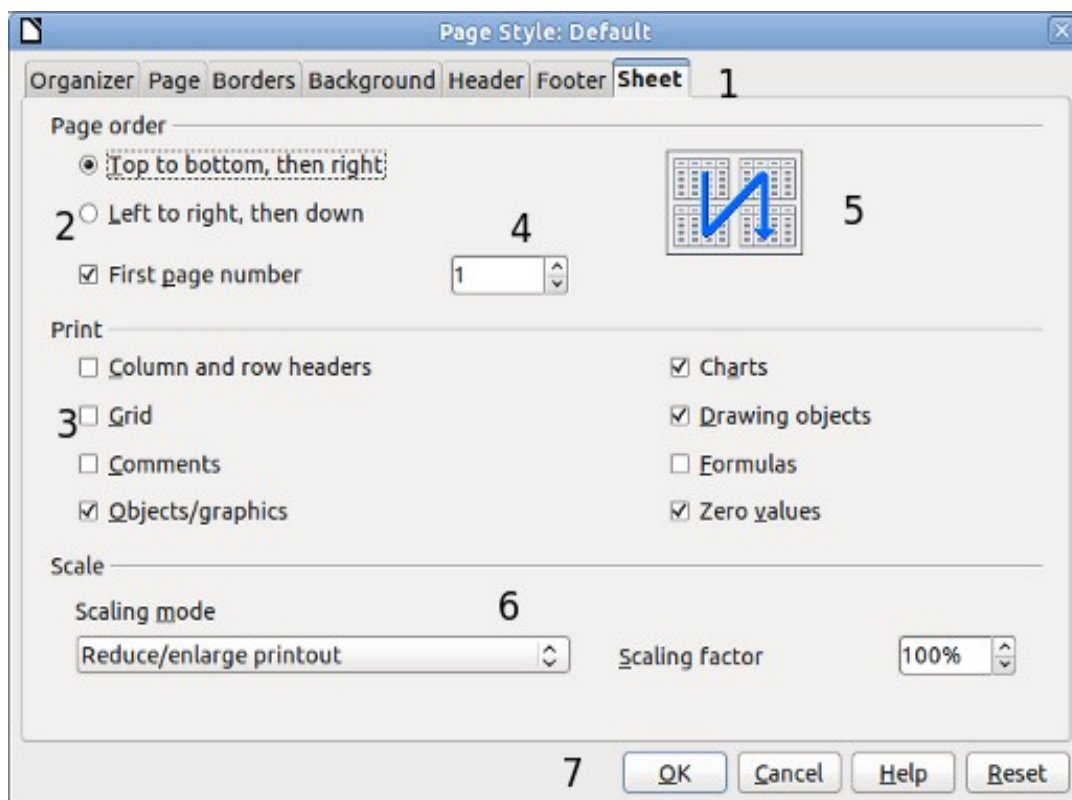 Page Style: Default
Organizer Page Borders Background Header Footer Sheet 1
Page order
Top to bottom, then right
2 Left to right, then down 4 5
First page number 1
Print
Column and row headers Charts
3 Grid Drawing objects
Comments Formulas
Objects/graphics Zero values
Scale
Scaling mode 6
Reduce/enlarge printout Scaling factor 100%
7 OK Cancel Help Reset